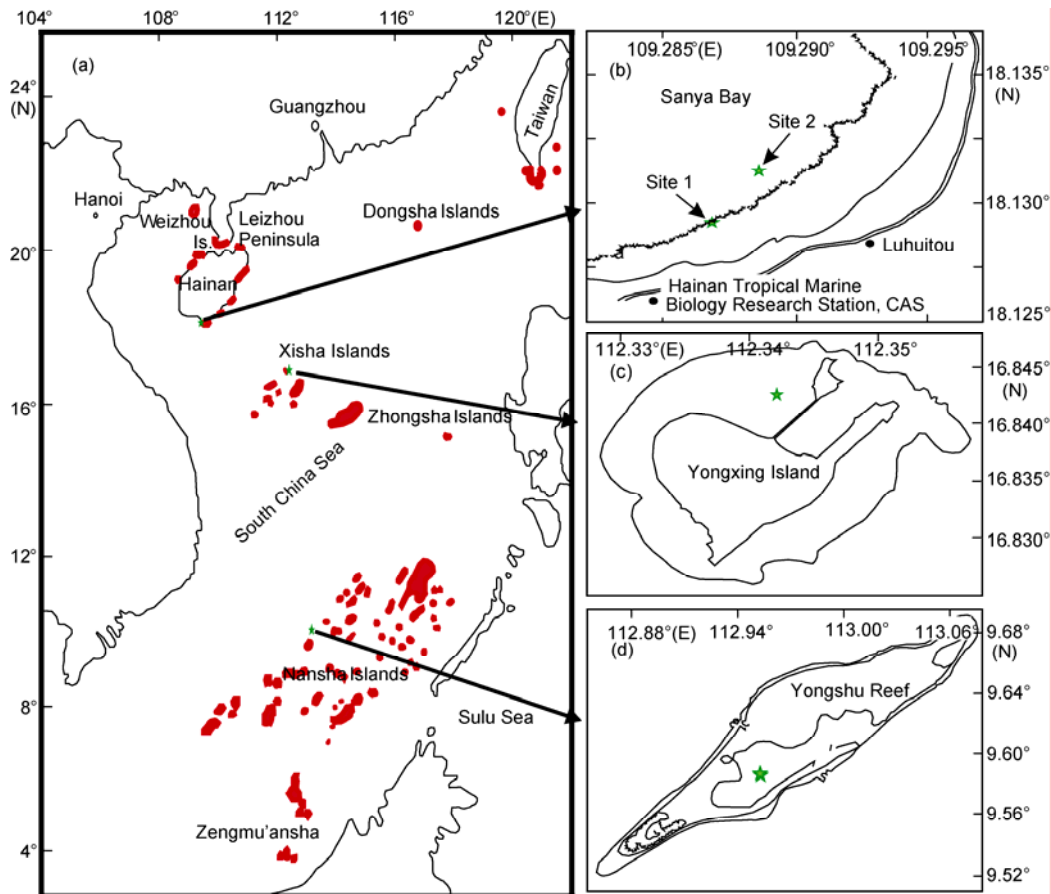 104° 108° 112° 116° 120°(E)
(a)
24°
(N)
20°
16°
12°
8°
4°
Guangzhou
Taiwan
Hanoi
Weizhou
Is.
Leizhou
Peninsula
Dongsha Islands
Hainan
Xisha Islands
Zhongsha Islands
South China Sea
Nansha Islands
Sulu Sea
Zengmu'ansha
109.285°(E) 109.290° 109.295°
(b)
18.135°
(N)
18.130°
18.125°
Sanya Bay
Site 2
Site 1
Luhuitou
Hainan Tropical Marine
Biology Research Station, CAS
112.33°(E) 112.34° 112.35°
(c)
16.845°
(N)
16.840°
16.835°
16.830°
Yongxing Island
112.88°(E) 112.94° 113.00° 113.06°
(d)
9.68°
(N)
9.64°
9.60°
9.56°
9.52°
Yongshu Reef